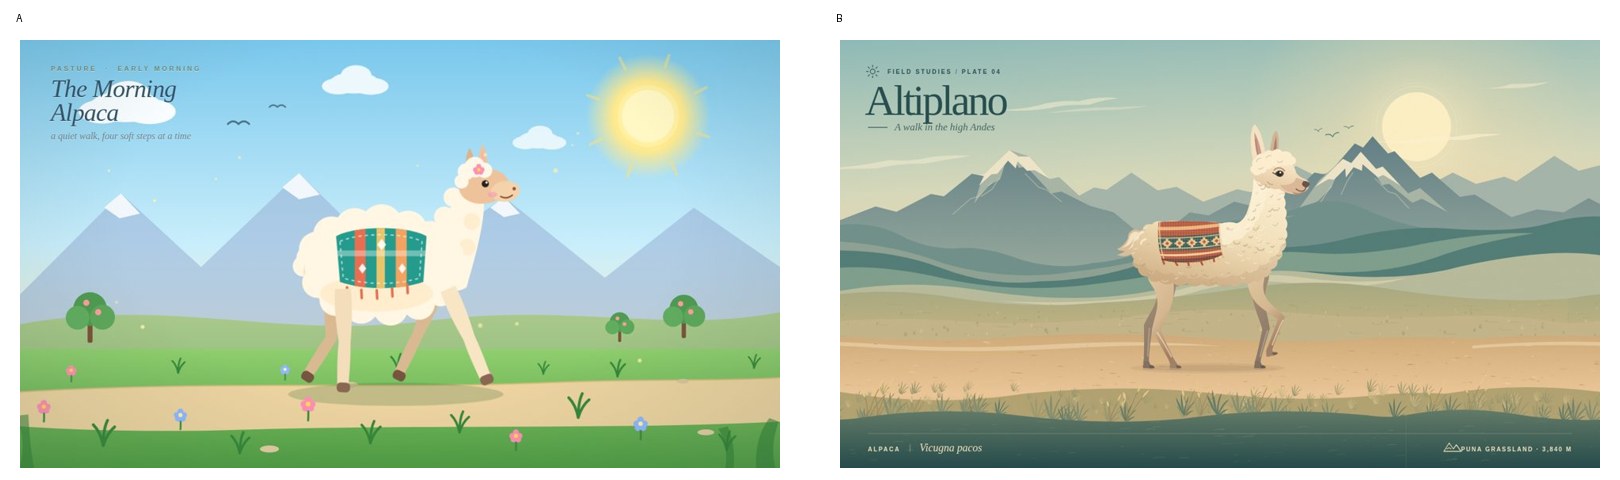 A
PASTURE · EARLY MORNING
The Morning
Alpaca
a quiet walk, four soft steps at a time
B
FIELD STUDIES / PLATE 04
Altiplano
A walk in the high Andes
ALPACA | Vicugna pacos
PUNA GRASSLAND · 3,840 M